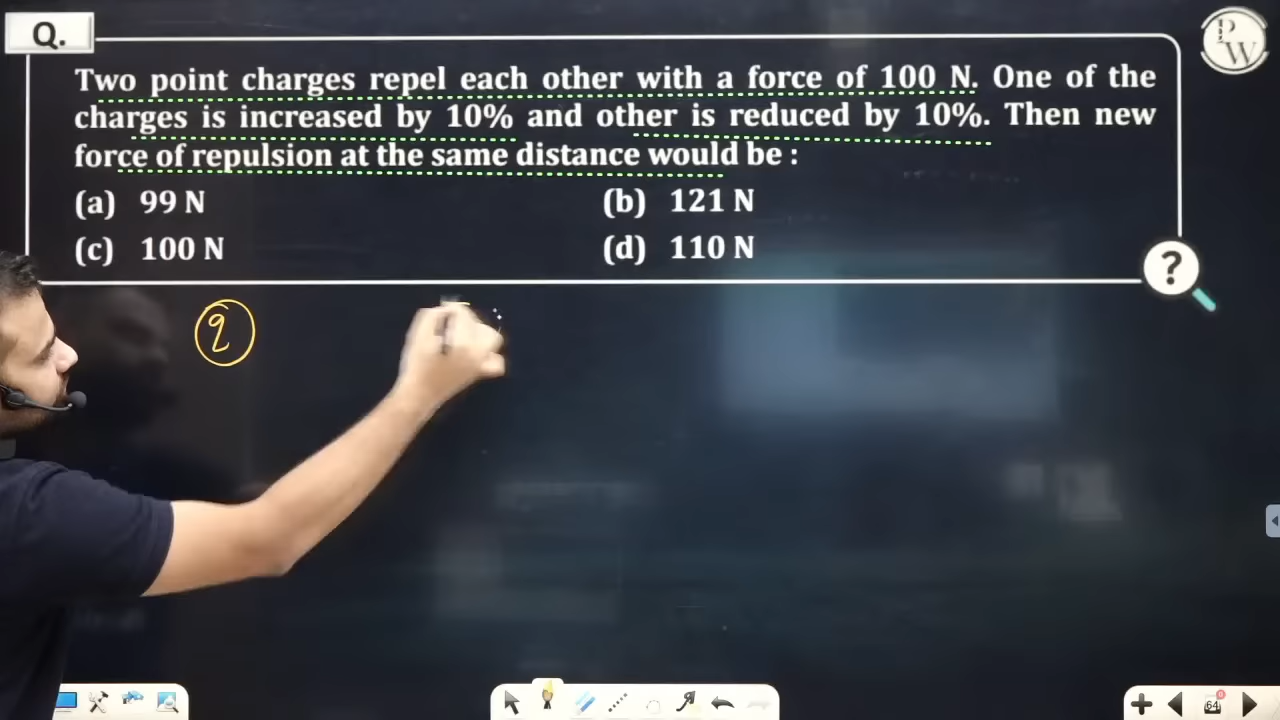 Q.
PW
Two point charges repel each other with a force of 100 N. One of the
charges is increased by 10% and other is reduced by 10%. Then new
force of repulsion at the same distance would be :
(a) 99 N (b) 121 N
(c) 100 N (d) 110 N
?
q
64